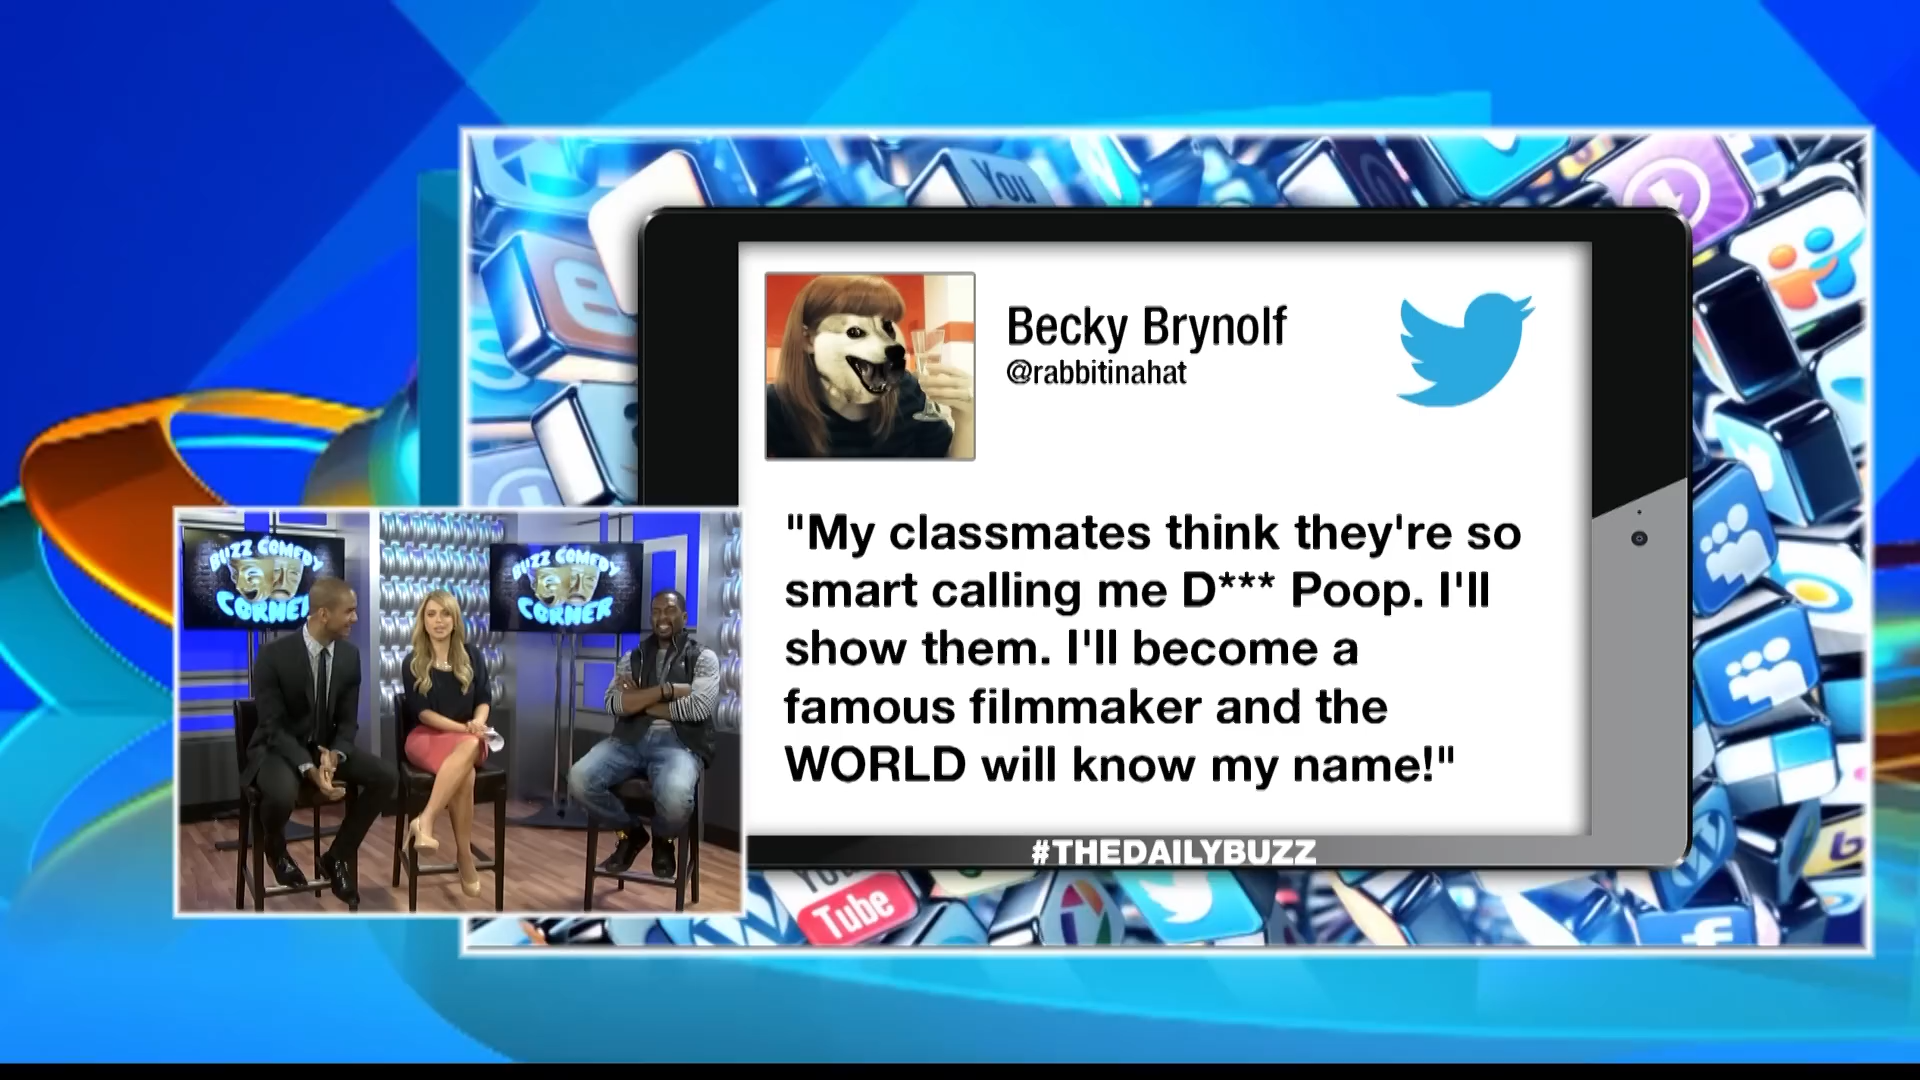 You
Becky Brynolf
@rabbitinahat
"My classmates think they're so
smart calling me D*** Poop. I'll
show them. I'll become a
famous filmmaker and the
WORLD will know my name!"
#THEDAILYBUZZ
BUZZ COMEDY
CORNER
BUZZ COMEDY
CORNER
You
Tube